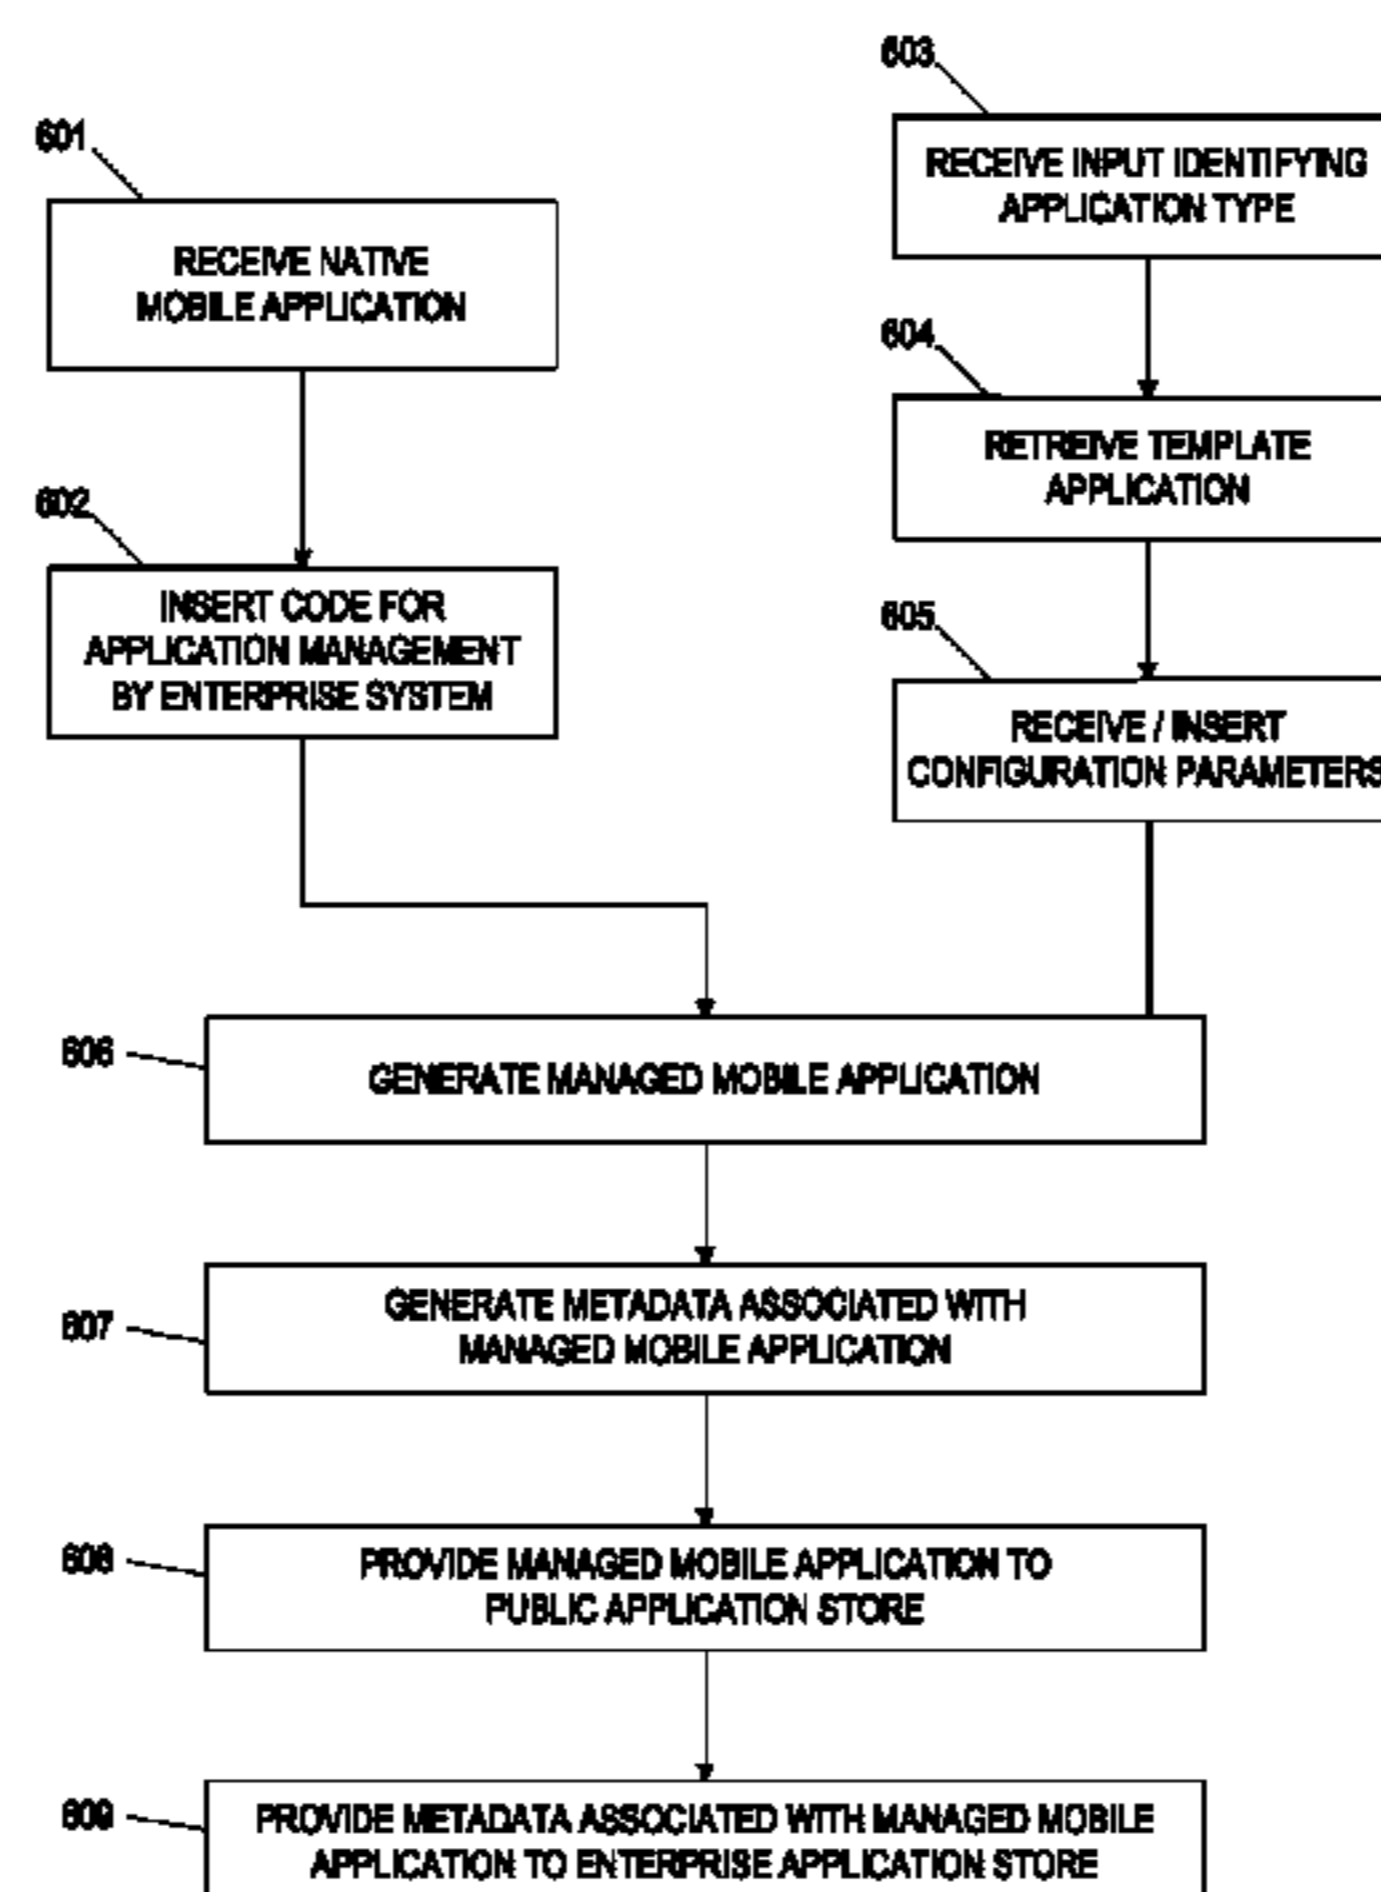 601
RECEIVE NATIVE
MOBILE APPLICATION
602
INSERT CODE FOR
APPLICATION MANAGEMENT
BY ENTERPRISE SYSTEM
603
RECEIVE INPUT IDENTIFYING
APPLICATION TYPE
604
RETREIVE TEMPLATE
APPLICATION
605
RECEIVE / INSERT
CONFIGURATION PARAMETERS
606
GENERATE MANAGED MOBILE APPLICATION
607
GENERATE METADATA ASSOCIATED WITH
MANAGED MOBILE APPLICATION
608
PROVIDE MANAGED MOBILE APPLICATION TO
PUBLIC APPLICATION STORE
609
PROVIDE METADATA ASSOCIATED WITH MANAGED MOBILE
APPLICATION TO ENTERPRISE APPLICATION STORE